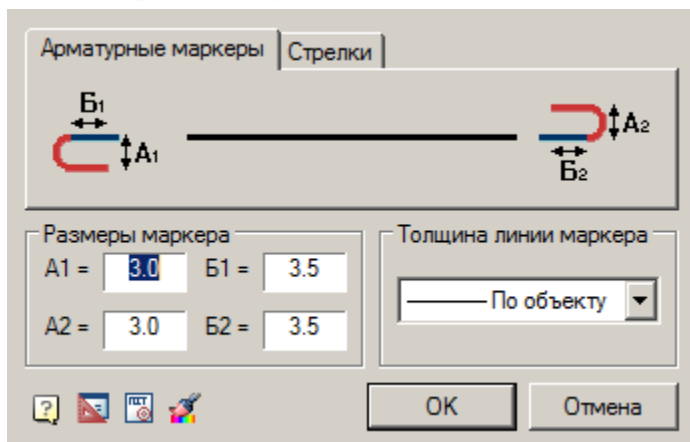 Арматурные маркеры Стрелки
Б1
А1
А2
Б2
Размеры маркера Толщина линии маркера
А1 = 3.0 Б1 = 3.5
По объекту
А2 = 3.0 Б2 = 3.5
OK Отмена